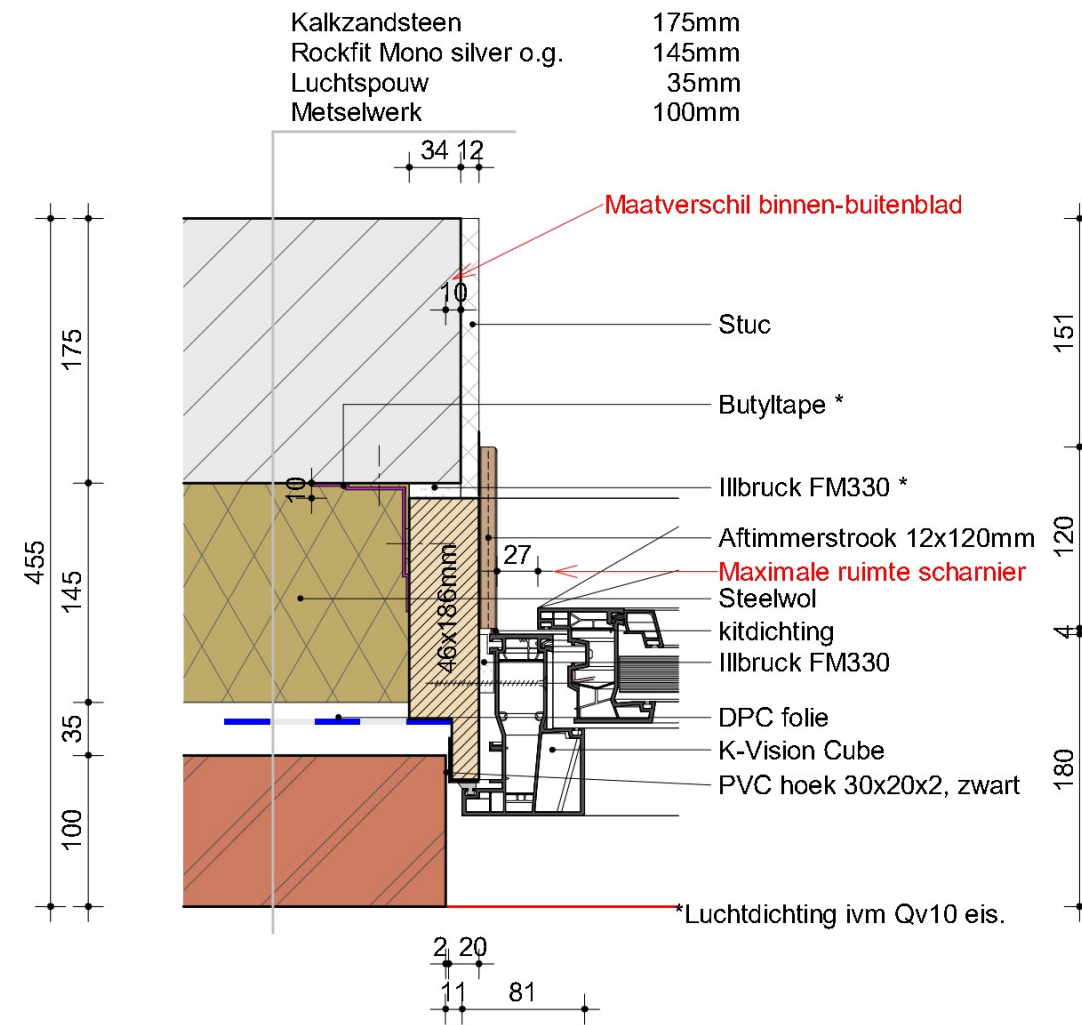 Kalkzandsteen 175mm
Rockfit Mono silver o.g. 145mm
Luchtspouw 35mm
Metselwerk 100mm
34 12
Maatverschil binnen-buitenblad
10
Stuc
175
151
Butyltape *
10
Illbruck FM330 *
Aftimmerstrook 12x120mm
27
Maximale ruimte scharnier
Steelwol
kitdichting
Illbruck FM330
46x186mm
455
145
120
4
DPC folie
K-Vision Cube
PVC hoek 30x20x2, zwart
35
180
100
*Luchtdichting ivm Qv10 eis.
2 20
11 81